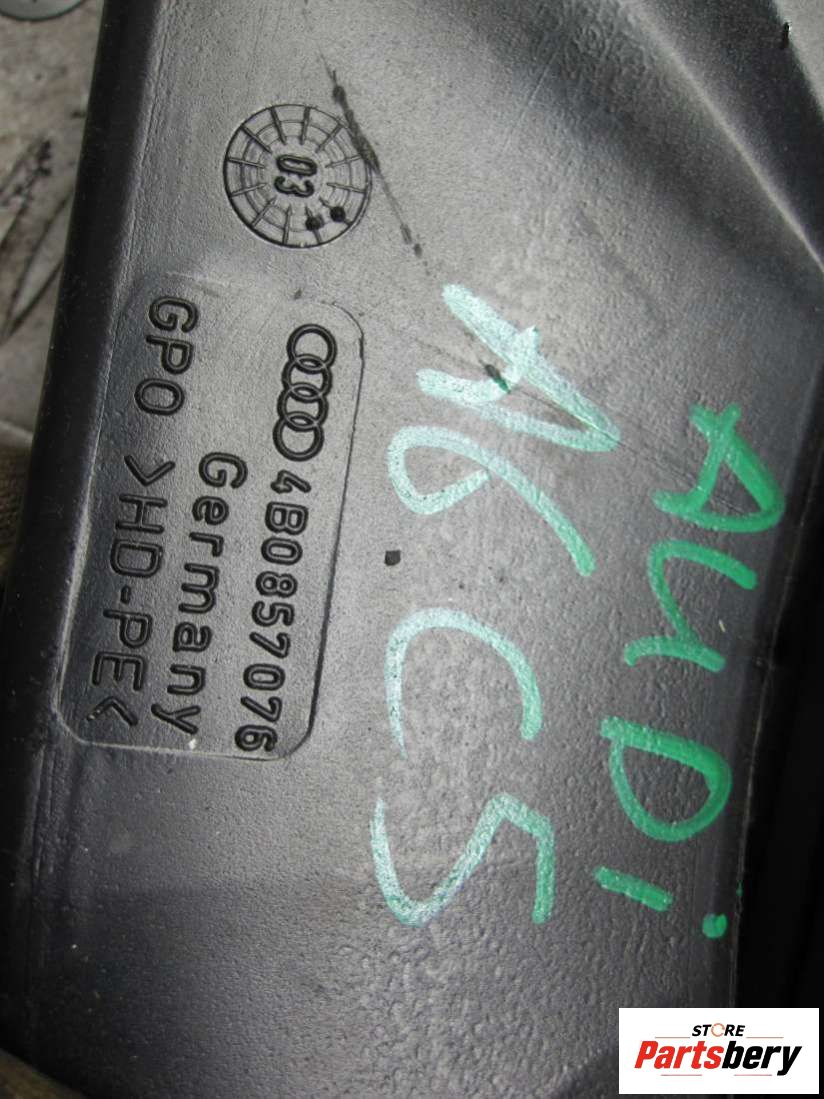 03
4B0857076
Germany
GPO >HD-PE<
AUDi
A6 C5
STORE
Partsbery